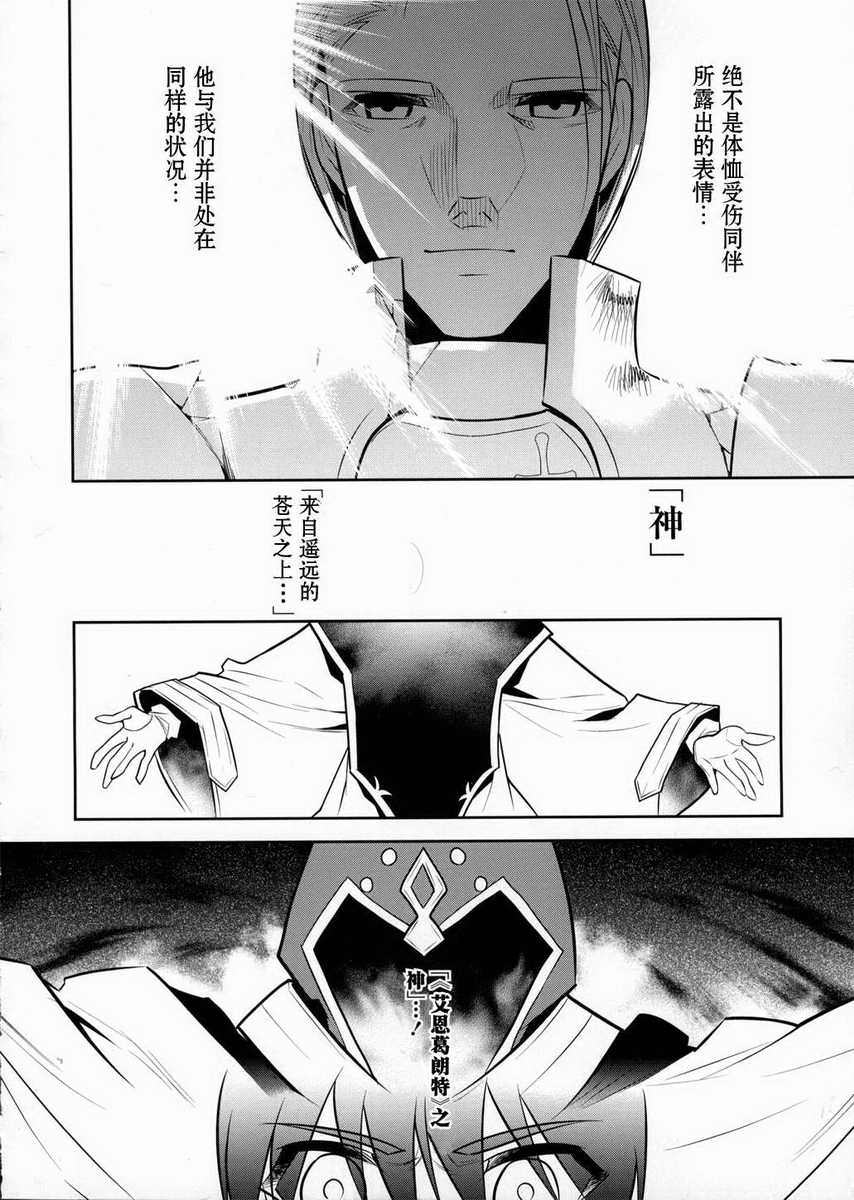 绝不是体恤受伤同伴
所露出的表情…
他与我们并非处在
同样的状况…
「神」
「来自遥远的
苍天之上…」
『《艾恩葛朗特》之
神』…！